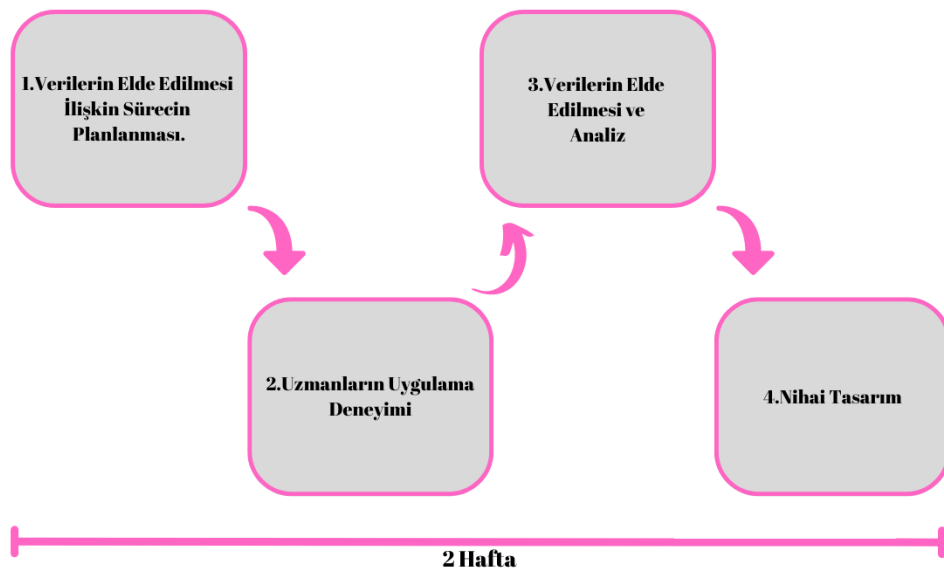 1.Verilerin Elde Edilmesi
İlişkin Sürecin
Planlanması.
2.Uzmanların Uygulama
Deneyimi
3.Verilerin Elde
Edilmesi ve
Analiz
4.Nihai Tasarım
2 Hafta